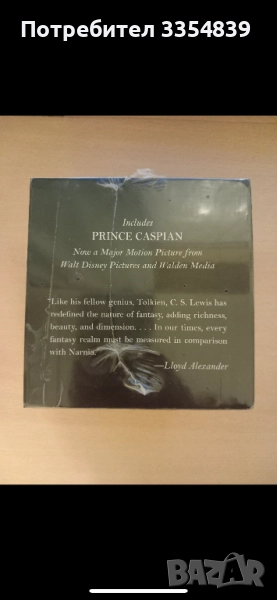 Потребител 3354839
Includes
PRINCE CASPIAN
Now a Major Motion Picture from
Walt Disney Pictures and Walden Media
"Like his fellow genius, Tolkien, C. S. Lewis has
redefined the nature of fantasy, adding richness,
beauty, and dimension. . . . In our times, every
fantasy realm must be measured in comparison
with Narnia."
—Lloyd Alexander
BAZAR